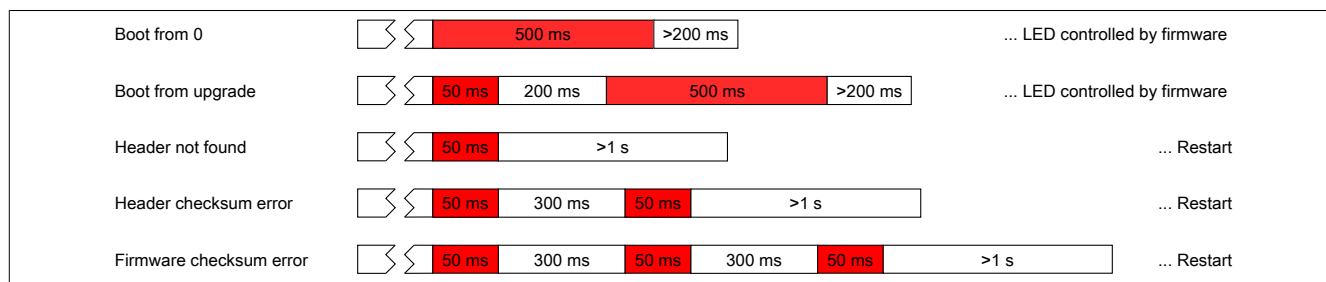 Boot from 0 500 ms >200 ms ... LED controlled by firmware
Boot from upgrade 50 ms 200 ms 500 ms >200 ms ... LED controlled by firmware
Header not found 50 ms >1 s ... Restart
Header checksum error 50 ms 300 ms 50 ms >1 s ... Restart
Firmware checksum error 50 ms 300 ms 50 ms 300 ms 50 ms >1 s ... Restart